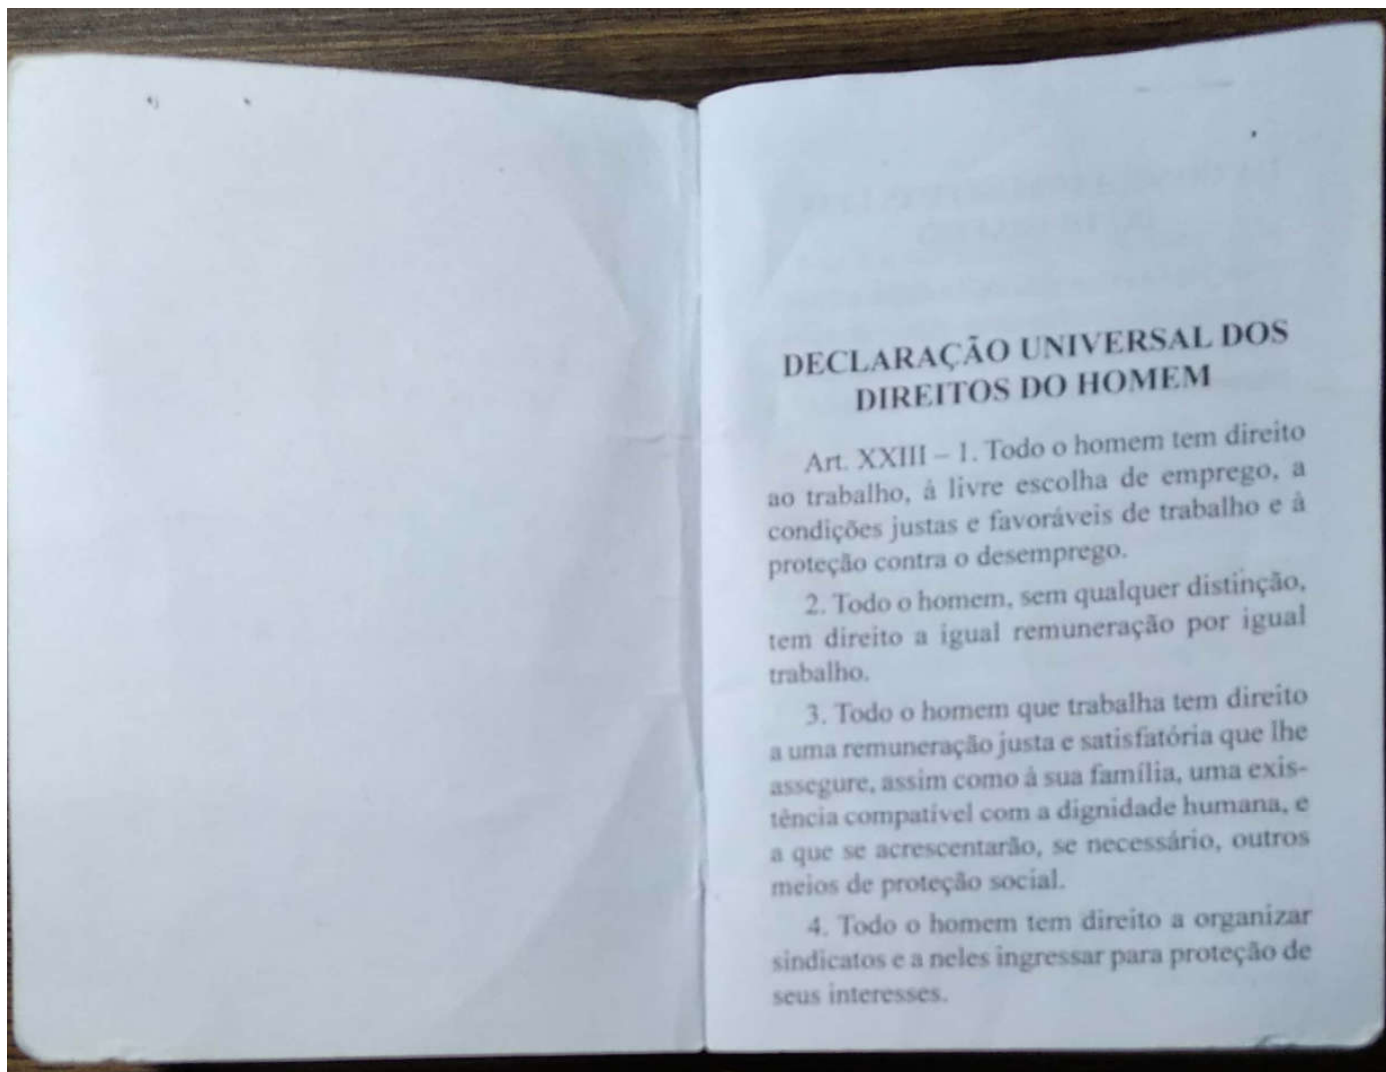 DECLARAÇÃO UNIVERSAL DOS
DIREITOS DO HOMEM
Art. XXIII – 1. Todo o homem tem direito
ao trabalho, á livre escolha de emprego, a
condições justas e favoráveis de trabalho e à
proteção contra o desemprego.
2. Todo o homem, sem qualquer distinção,
tem direito a igual remuneração por igual
trabalho.
3. Todo o homem que trabalha tem direito
a uma remuneração justa e satisfatória que lhe
assegure, assim como á sua família, uma exis-
tência compatível com a dignidade humana, e
a que se acrescentarão, se necessário, outros
meios de proteção social.
4. Todo o homem tem direito a organizar
sindicatos e a neles ingressar para proteção de
seus interesses.